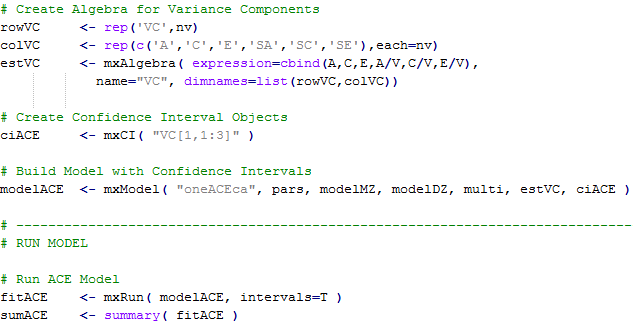 # Create Algebra for Variance Components
rowVC     <- rep('VC',nv)
colVC     <- rep(c('A','C','E','SA','SC','SE'),each=nv)
estVC     <- mxAlgebra( expression=cbind(A,C,E,A/V,C/V,E/V),
            name="VC", dimnames=list(rowVC,colVC))
# Create Confidence Interval Objects
ciACE     <- mxCI( "VC[1,1:3]" )
# Build Model with Confidence Intervals
modelACE  <- mxModel( "oneACEca", pars, modelMZ, modelDZ, multi, estVC, ciACE )
# -----------------------------------------------------------------------------
# RUN MODEL
# Run ACE Model
fitACE    <- mxRun( modelACE, intervals=T )
sumACE    <- summary( fitACE )